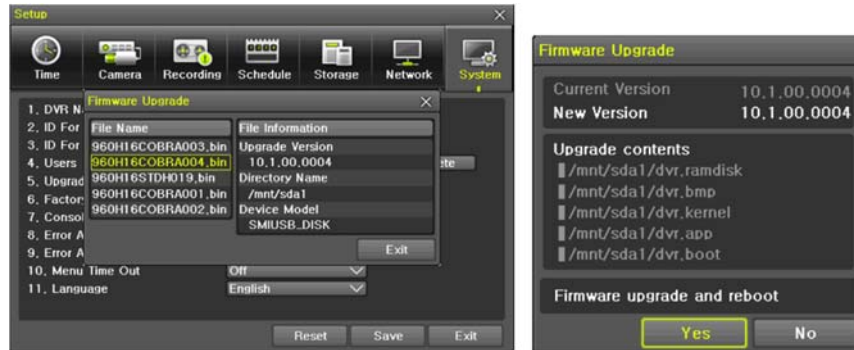 Setup
Time Camera Recording Schedule Storage Network System
1. DVR N
2. ID For
3. ID For
4. Users
5. Upgrad
6. Factor
7. Consol
8. Error A
9. Error A
10. Menu Time Out Off
11. Language English
Firmware Upgrade
File Name
960H16COBRA003.bin
960H16COBRA004.bin
960H16STDH019.bin
960H16COBRA001.bin
960H16COBRA002.bin
File Information
Upgrade Version
10.1.00.0004
Directory Name
/mnt/sda1
Device Model
SMIUSB_DISK
Exit
ete
Reset Save Exit
Firmware Upgrade
Current Version 10.1.00.0004
New Version 10.1.00.0004
Upgrade contents
/mnt/sda1/dvr.ramdisk
/mnt/sda1/dvr.bmp
/mnt/sda1/dvr.kernel
/mnt/sda1/dvr.app
/mnt/sda1/dvr.boot
Firmware upgrade and reboot
Yes No